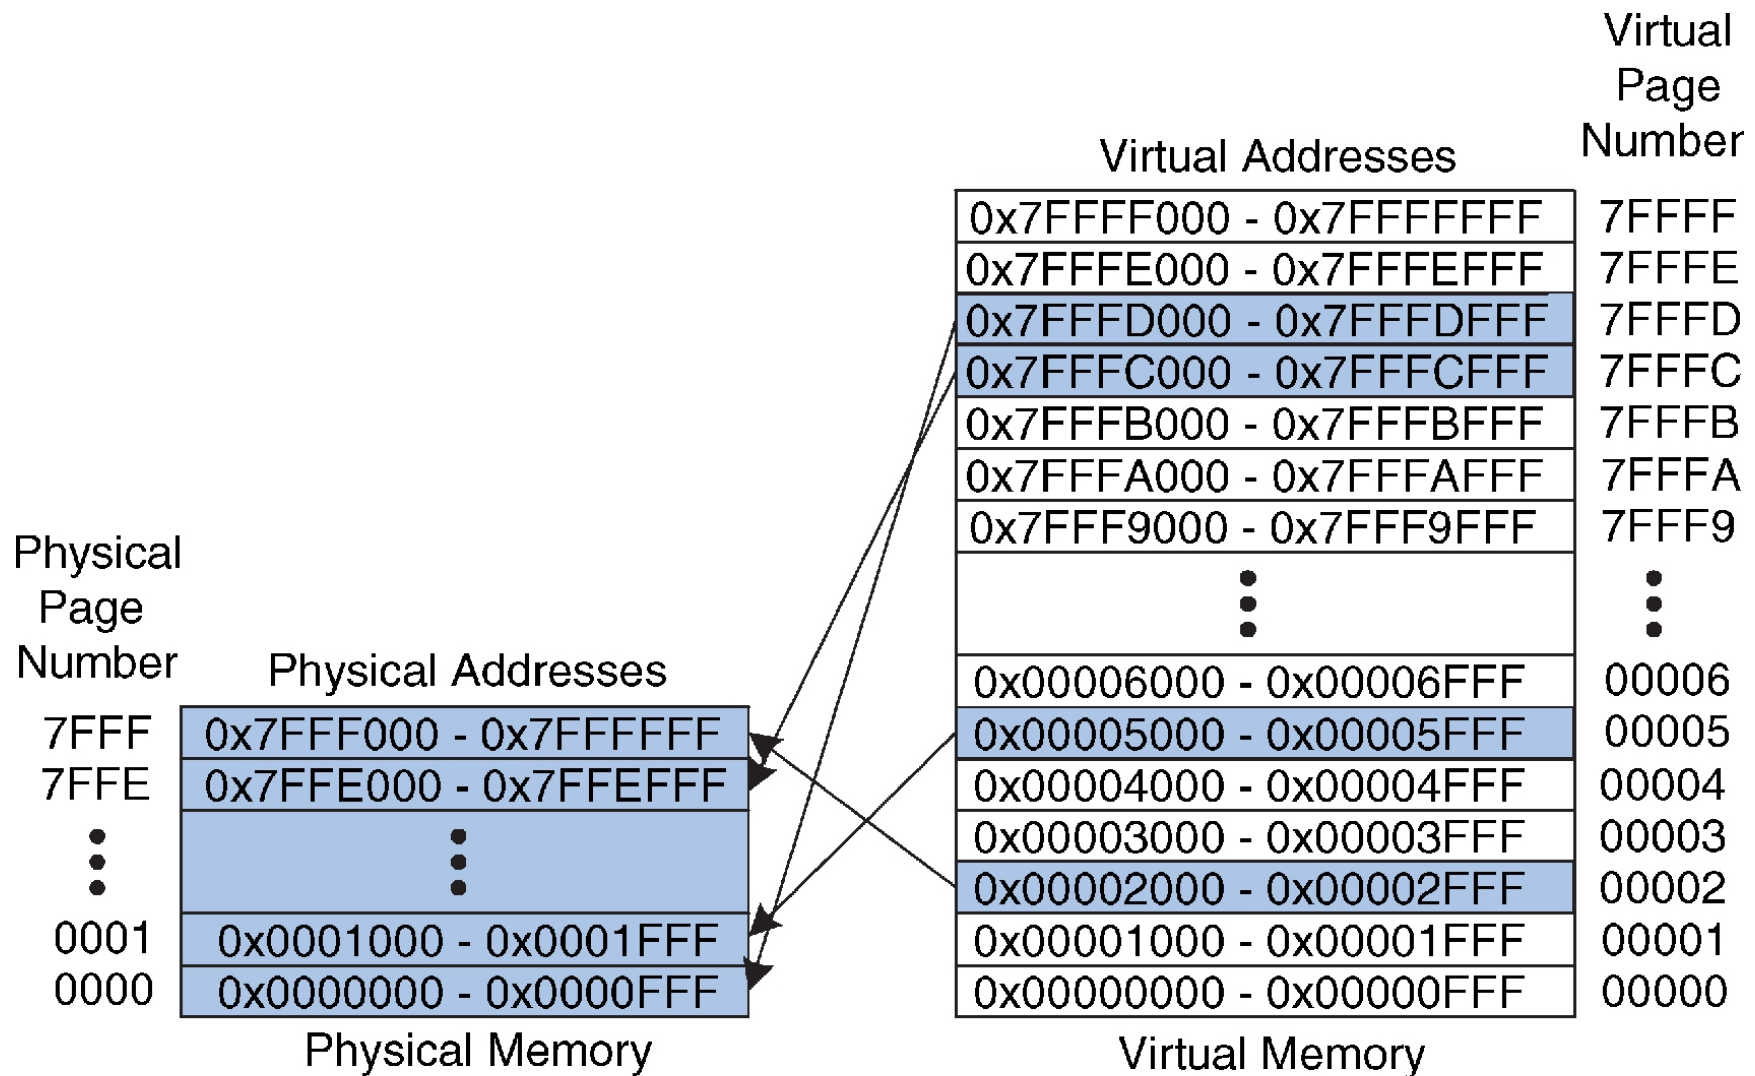 Virtual
Page
Number
Virtual Addresses
0x7FFFF000 - 0x7FFFFFFF 7FFFF
0x7FFFE000 - 0x7FFFEFFF 7FFFE
0x7FFFD000 - 0x7FFFDFFF 7FFFD
0x7FFFC000 - 0x7FFFCFFF 7FFFC
0x7FFFB000 - 0x7FFFBFFF 7FFFB
0x7FFFA000 - 0x7FFFAFFF 7FFFA
0x7FFF9000 - 0x7FFF9FFF 7FFF9
0x00006000 - 0x00006FFF 00006
0x00005000 - 0x00005FFF 00005
0x00004000 - 0x00004FFF 00004
0x00003000 - 0x00003FFF 00003
0x00002000 - 0x00002FFF 00002
0x00001000 - 0x00001FFF 00001
0x00000000 - 0x00000FFF 00000
Virtual Memory
Physical
Page
Number
Physical Addresses
7FFF 0x7FFF000 - 0x7FFFFFF
7FFE 0x7FFE000 - 0x7FFEFFF
0001 0x0001000 - 0x0001FFF
0000 0x0000000 - 0x0000FFF
Physical Memory